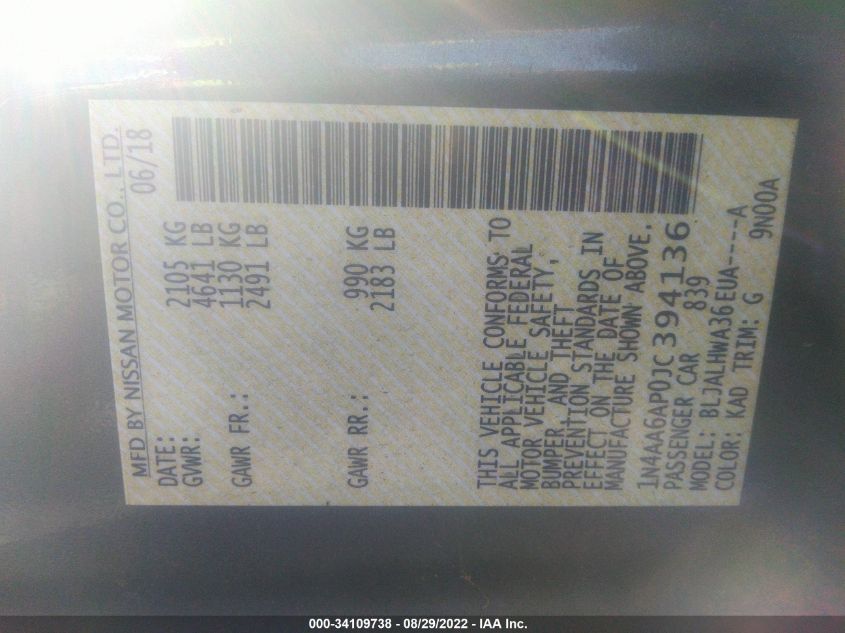 MFD BY NISSAN MOTOR CO., LTD.
DATE: 06/18
GVWR: 2105 KG
4641 LB
GAWR FR.: 1130 KG
2491 LB
GAWR RR.: 990 KG
2183 LB
THIS VEHICLE CONFORMS TO
ALL APPLICABLE FEDERAL
MOTOR VEHICLE SAFETY,
BUMPER AND THEFT
PREVENTION STANDARDS IN
EFFECT ON THE DATE OF
MANUFACTURE SHOWN ABOVE.
1N4AA6AP0JC394136
PASSENGER CAR 839
MODEL: BLJALHWA36EUA----A
COLOR: KAD TRIM: G 9N00A
000-34109738 - 08/29/2022 - IAA Inc.